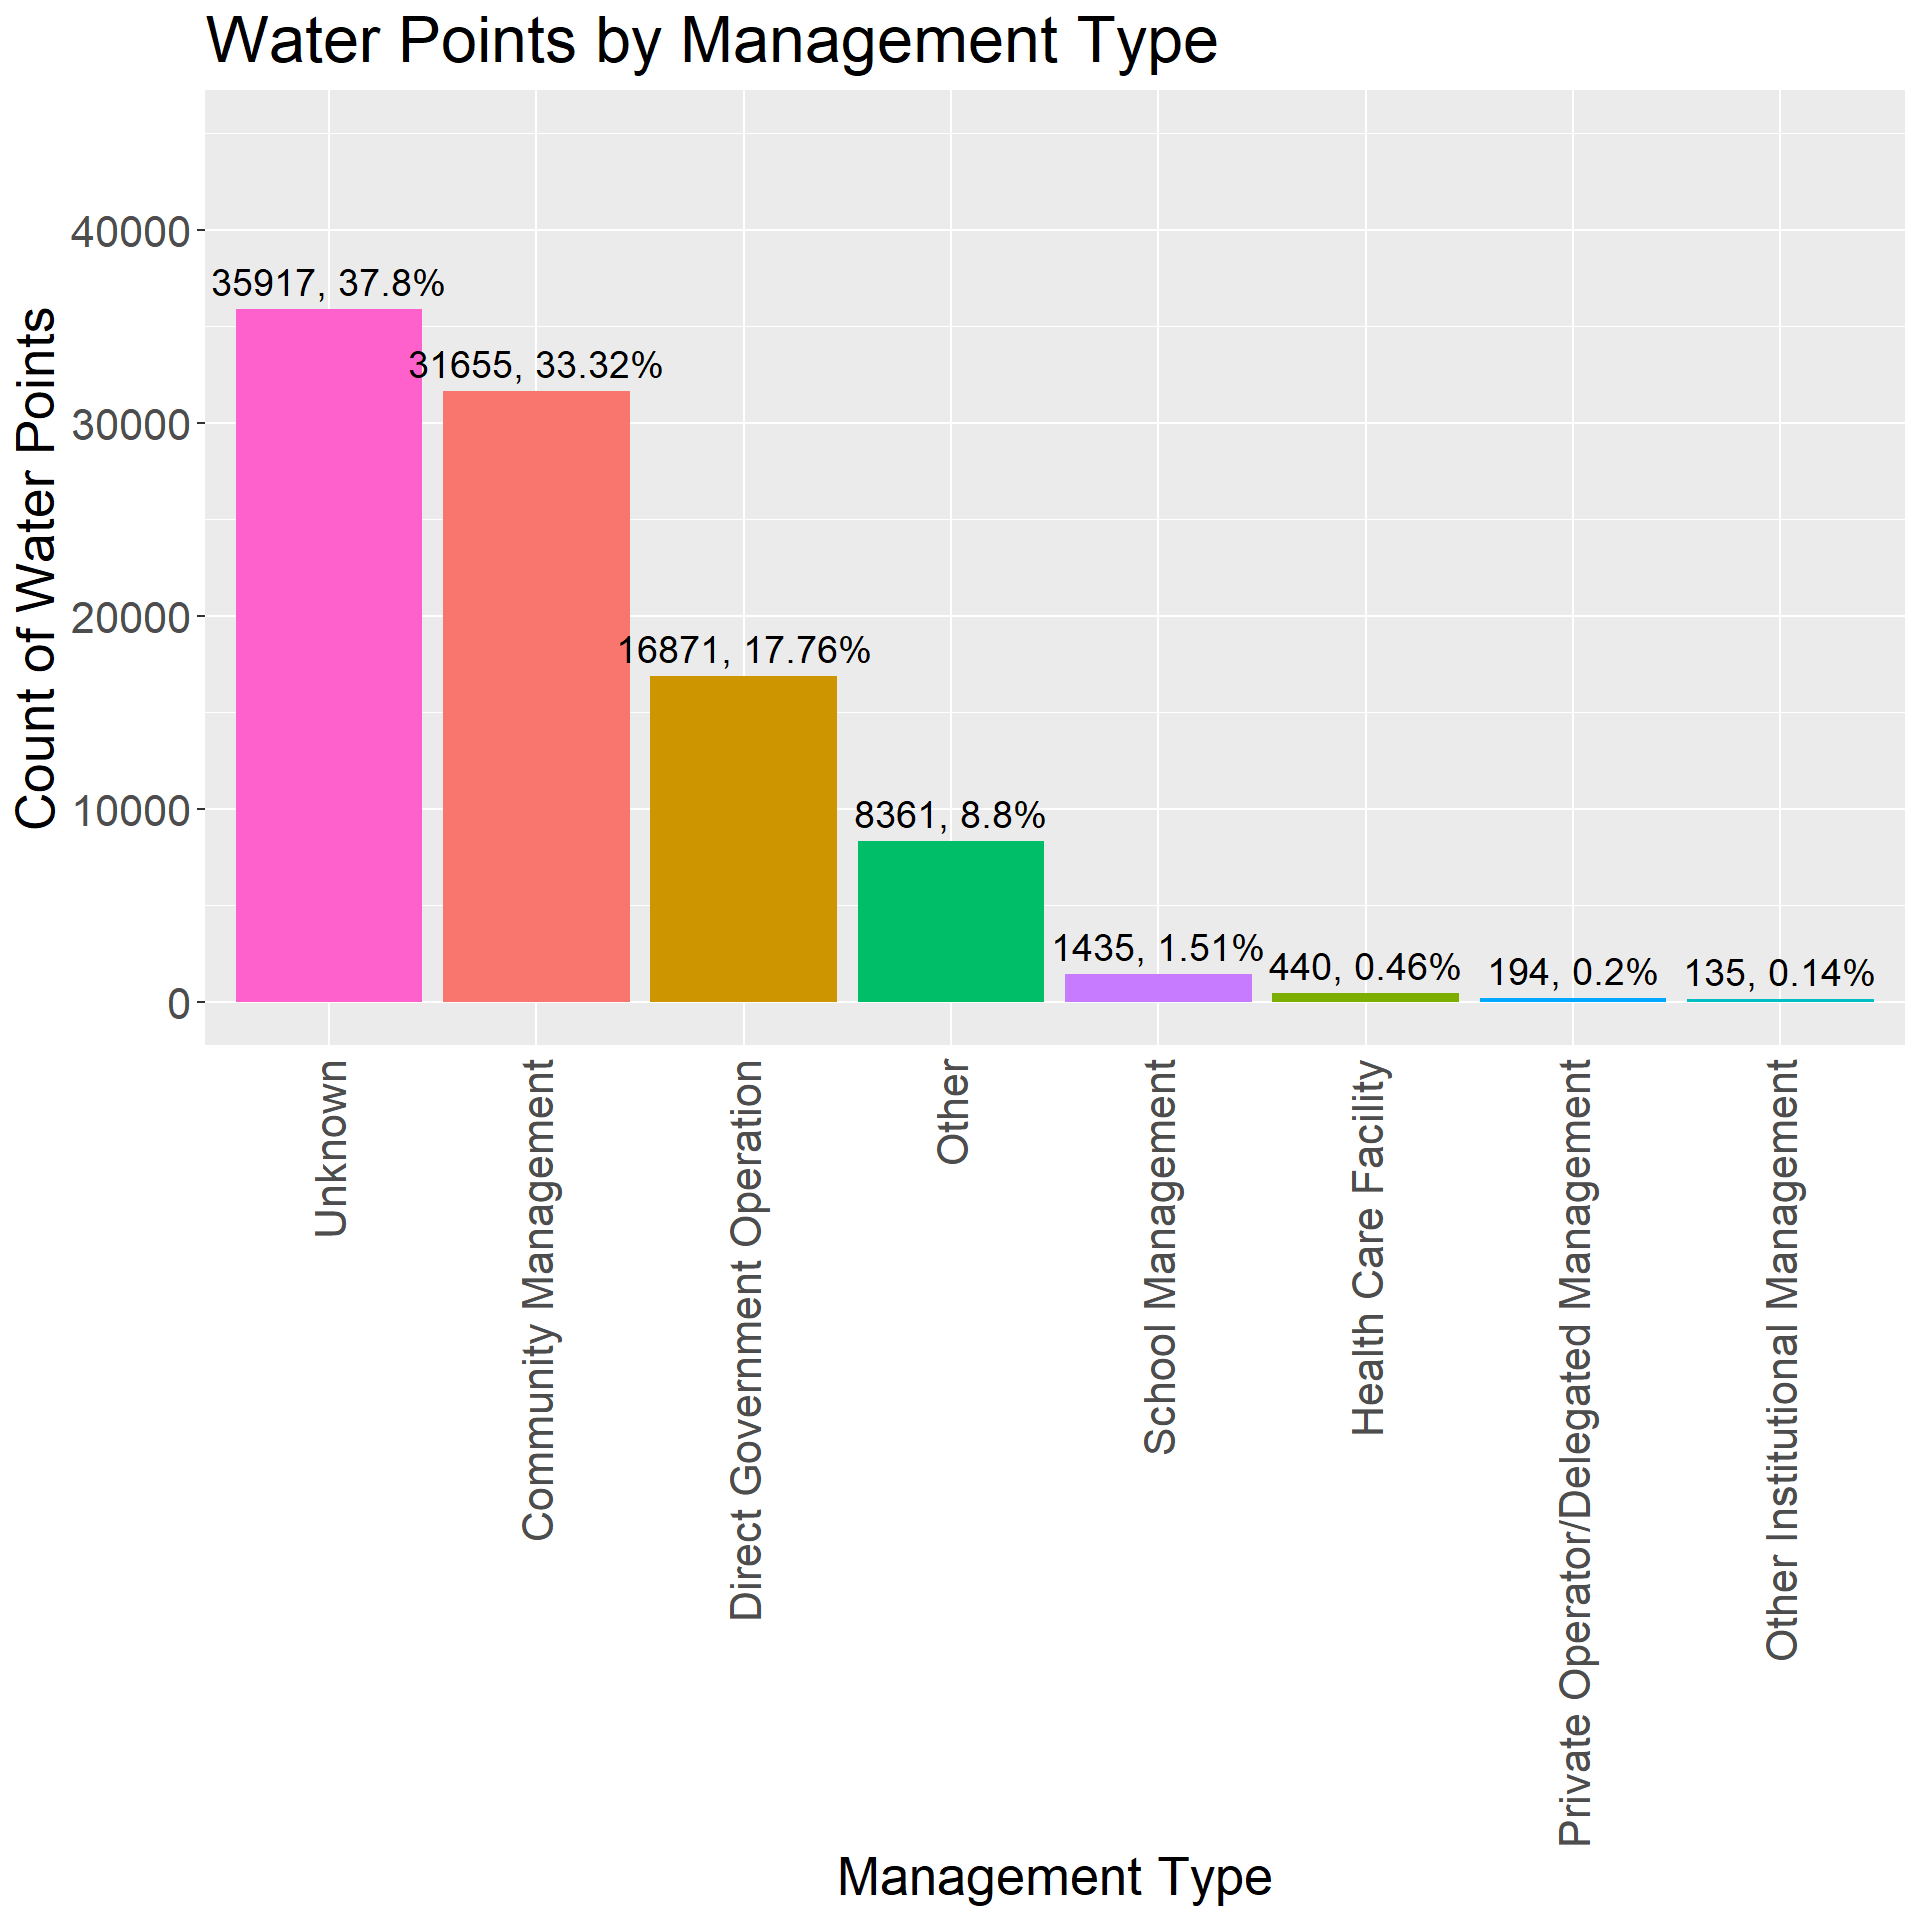 Water Points by Management Type
Count of Water Points
40000
30000
20000
10000
0
35917, 37.8%
31655, 33.32%
16871, 17.76%
8361, 8.8%
1435, 1.51%
440, 0.46%
194, 0.2%
135, 0.14%
Unknown
Community Management
Direct Government Operation
Other
School Management
Health Care Facility
Private Operator/Delegated Management
Other Institutional Management
Management Type